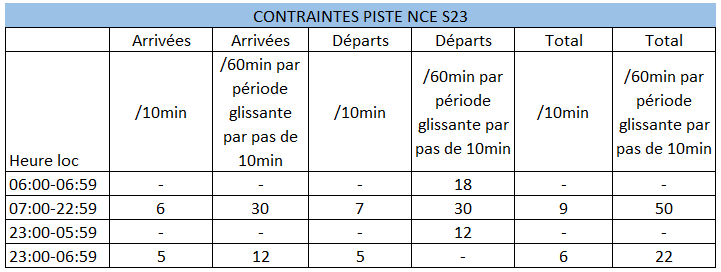 CONTRAINTES PISTE NCE S23
Arrivées Arrivées Départs Départs Total Total
Heure loc /10min /60min par période glissante par pas de 10min /10min /60min par période glissante par pas de 10min /10min /60min par période glissante par pas de 10min
06:00-06:59 - - - 18 - -
07:00-22:59 6 30 7 30 9 50
23:00-05:59 - - - 12 - -
23:00-06:59 5 12 5 - 6 22